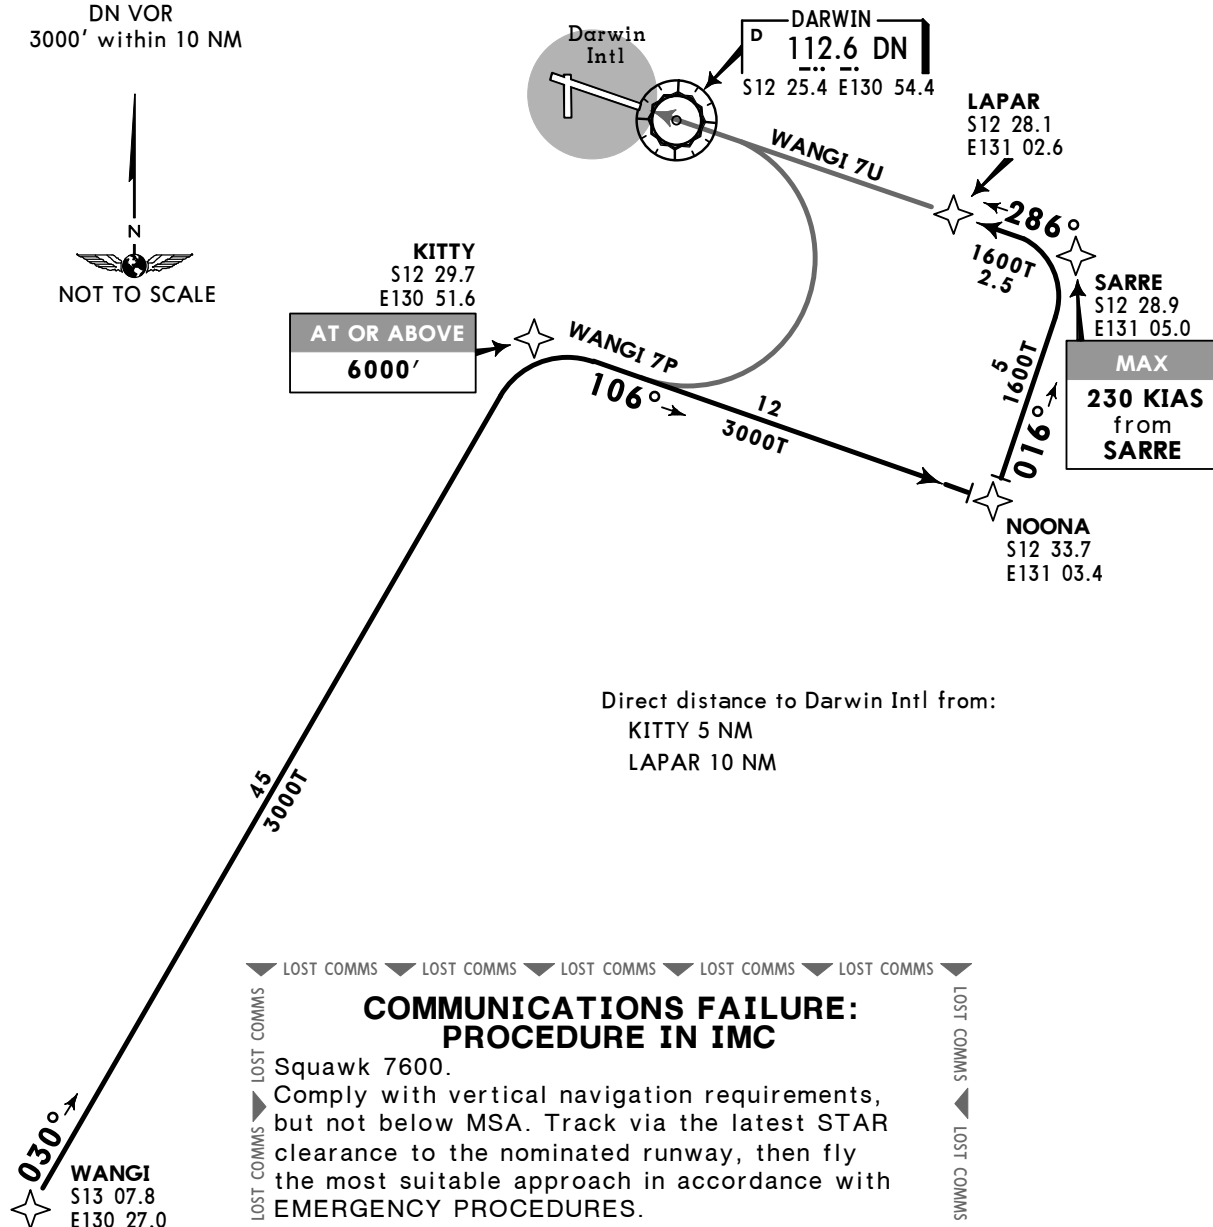 DN VOR
3000' within 10 NM
N
NOT TO SCALE
Darwin
Intl
DARWIN
D 112.6 DN
S12 25.4 E130 54.4
LAPAR
S12 28.1
E131 02.6
WANGI 7U
286°
1600T
2.5
SARRE
S12 28.9
E131 05.0
MAX
230 KIAS
from
SARRE
KITTY
S12 29.7
E130 51.6
AT OR ABOVE
6000'
WANGI 7P
106°
12
3000T
5
1600T
016°
NOONA
S12 33.7
E131 03.4
Direct distance to Darwin Intl from:
KITTY 5 NM
LAPAR 10 NM
45
3000T
030°
WANGI
S13 07.8
E130 27.0
LOST COMMS LOST COMMS LOST COMMS LOST COMMS LOST COMMS
LOST COMMS
LOST COMMS
LOST COMMS
LOST COMMS
COMMUNICATIONS FAILURE:
PROCEDURE IN IMC
Squawk 7600.
Comply with vertical navigation requirements,
but not below MSA. Track via the latest STAR
clearance to the nominated runway, then fly
the most suitable approach in accordance with
EMERGENCY PROCEDURES.